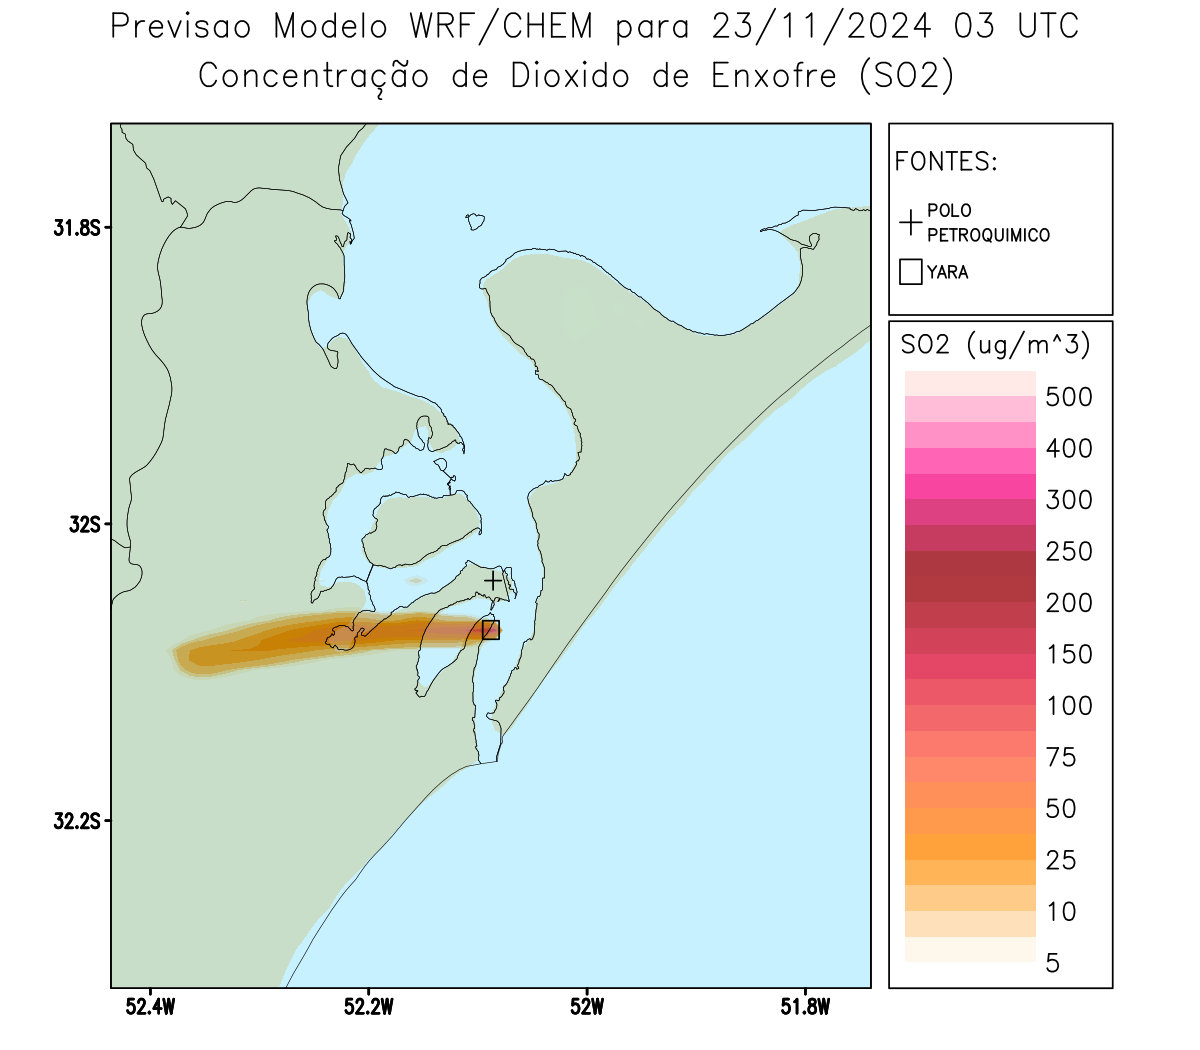 Previsao Modelo WRF/CHEM para 23/11/2024 03 UTC
Concentração de Dioxido de Enxofre (SO2)
FONTES:
POLO
PETROQUIMICO
YARA
31.8S
32S
32.2S
52.4W
52.2W
52W
51.8W
SO2 (ug/m^3)
500
400
300
250
200
150
100
75
50
25
10
5